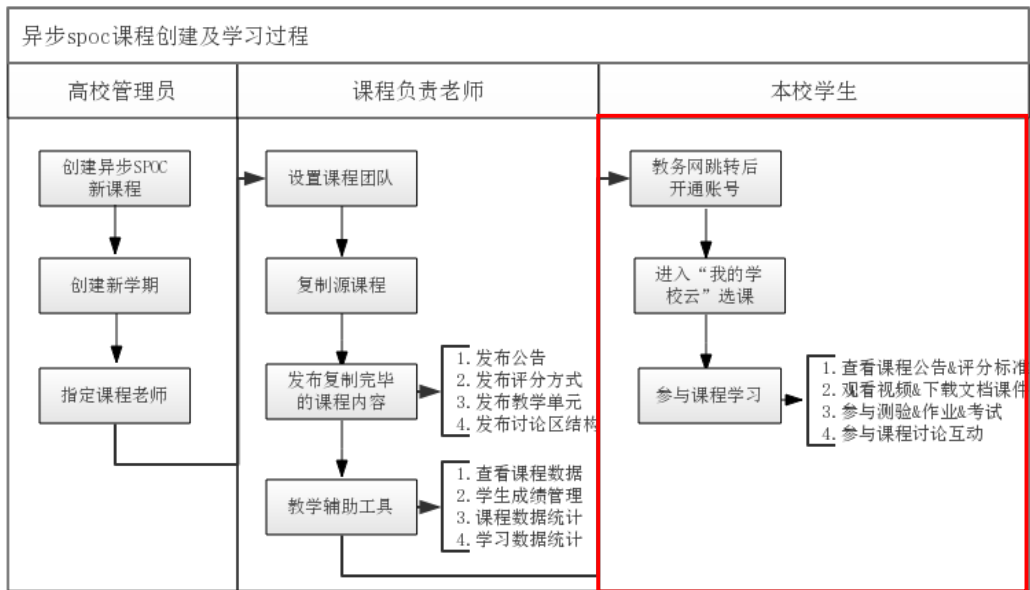 异步spoc课程创建及学习过程
高校管理员
课程负责老师
本校学生
创建异步SPOC
新课程
创建新学期
指定课程老师
设置课程团队
复制源课程
发布复制完毕
的课程内容
1. 发布公告
2. 发布评分方式
3. 发布教学单元
4. 发布讨论区结构
教学辅助工具
1. 查看课程数据
2. 学生成绩管理
3. 课程数据统计
4. 学习数据统计
教务网跳转后
开通账号
进入“我的学
校云”选课
参与课程学习
1. 查看课程公告&评分标准
2. 观看视频&下载文档课件
3. 参与测验&作业&考试
4. 参与课程讨论互动